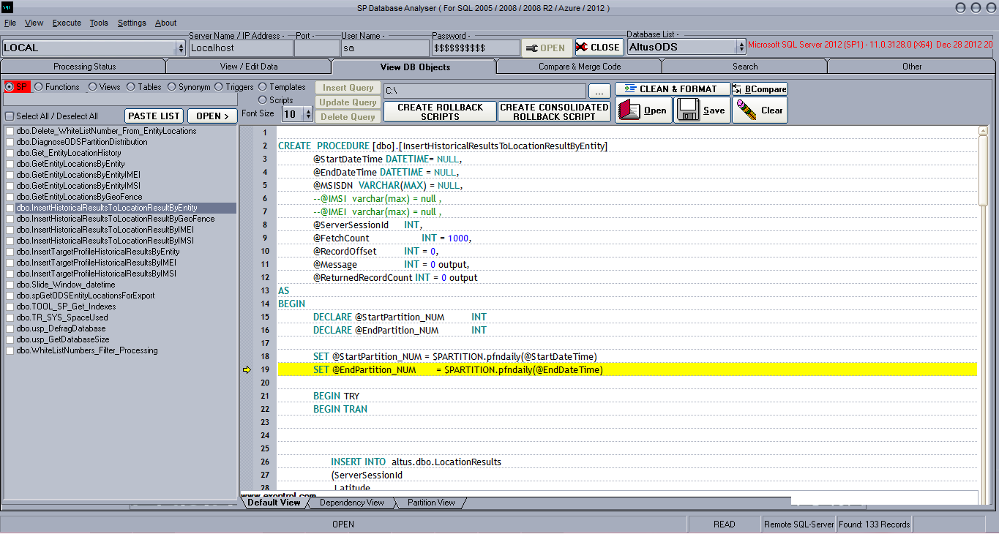 SQL
SP Database Analyser ( For SQL 2005 / 2008 / 2008 R2 / Azure / 2012 )
File View Execute Tools Settings About
Server Name / IP Address - Port - User Name - Password - Database List -
LOCAL Localhost sa $$$$$$$$$$ OPEN CLOSE AltusODS Microsoft SQL Server 2012 (SP1) - 11.0.3128.0 (X64) Dec 28 2012 20
Processing Status View / Edit Data View DB Objects Compare & Merge Code Search Other
SP Functions Views Tables Synonym Triggers Templates
Scripts
Insert Query
Update Query
Delete Query
C:\ ...
CLEAN & FORMAT BCompare
Select All / Deselect All PASTE LIST OPEN > Font Size 10
CREATE ROLLBACK SCRIPTS
CREATE CONSOLIDATED ROLLBACK SCRIPT
Open Save Clear
dbo.Delete_WhiteListNumber_From_EntityLocations
dbo.DiagnoseODSPartitionDistribution
dbo.Get_EntityLocationHistory
dbo.GetEntityLocationsByEntity
dbo.GetEntityLocationsByEntityIMEI
dbo.GetEntityLocationsByEntityIMSI
dbo.GetEntityLocationsByGeoFence
dbo.InsertHistoricalResultsToLocationResultByEntity
dbo.InsertHistoricalResultsToLocationResultByGeoFence
dbo.InsertHistoricalResultsToLocationResultByIMEI
dbo.InsertHistoricalResultsToLocationResultByIMSI
dbo.InsertTargetProfileHistoricalResultsByEntity
dbo.InsertTargetProfileHistoricalResultsByIMEI
dbo.InsertTargetProfileHistoricalResultsByIMSI
dbo.Slide_Window_datetime
dbo.spGetODSEntityLocationsForExport
dbo.TOOL_SP_Get_Indexes
dbo.TR_SYS_SpaceUsed
dbo.usp_DefragDatabase
dbo.usp_GetDatabaseSize
dbo.WhiteListNumbers_Filter_Processing
1
2 CREATE PROCEDURE [dbo].[InsertHistoricalResultsToLocationResultByEntity]
3 @StartDateTime DATETIME= NULL,
4 @EndDateTime DATETIME = NULL,
5 @MSISDN VARCHAR(MAX) = NULL,
6 --@IMSI varchar(max) = null ,
7 --@IMEI varchar(max) = null ,
8 @ServerSessionId INT,
9 @FetchCount INT = 1000,
10 @RecordOffset INT = 0,
11 @Message INT = 0 output,
12 @ReturnedRecordCount INT = 0 output
13 AS
14 BEGIN
15 DECLARE @StartPartition_NUM INT
16 DECLARE @EndPartition_NUM INT
17
18 SET @StartPartition_NUM = $PARTITION.pfndaily(@StartDateTime)
19 SET @EndPartition_NUM = $PARTITION.pfndaily(@EndDateTime)
20
21 BEGIN TRY
22 BEGIN TRAN
23
24
25
26 INSERT INTO altus.dbo.LocationResults
27 (ServerSessionId
28 ,Latitude
www.exontrol.com
Default View Dependency View Partition View
OPEN READ Remote SQL-Server Found: 133 Records